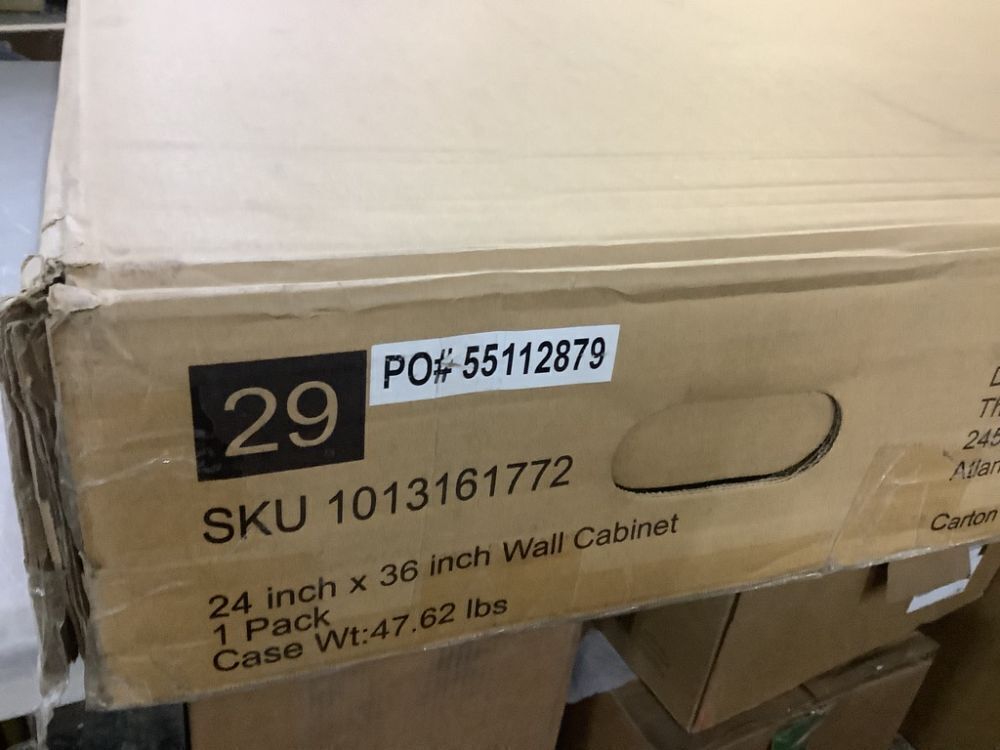 29
PO# 55112879
SKU 1013161772
24 inch x 36 inch Wall Cabinet
1 Pack
Case Wt:47.62 lbs
245
Carton